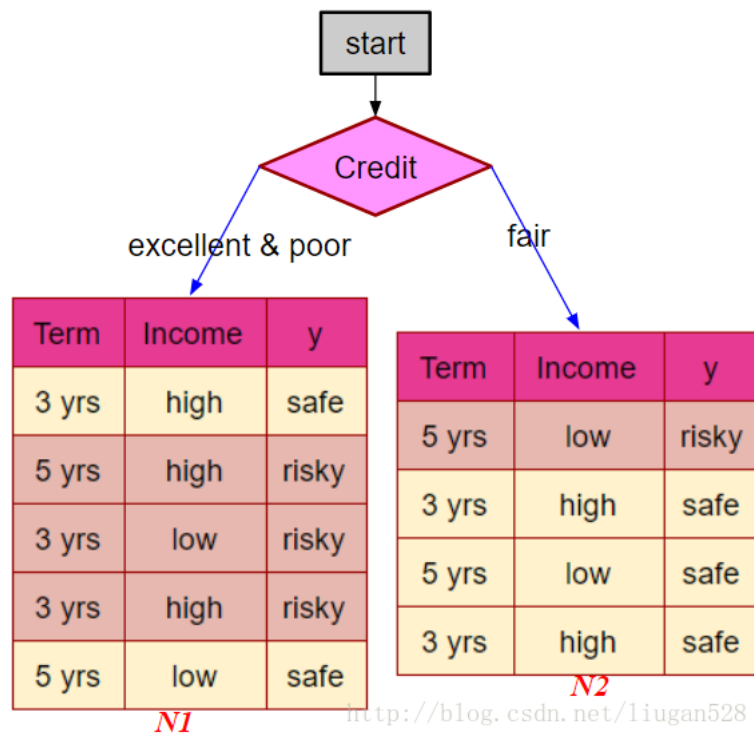 start
Credit
excellent & poor
fair
Term Income y
3 yrs high safe
5 yrs high risky
3 yrs low risky
3 yrs high risky
5 yrs low safe
N1
Term Income y
5 yrs low risky
3 yrs high safe
5 yrs low safe
3 yrs high safe
N2
http://blog.csdn.net/liugan528